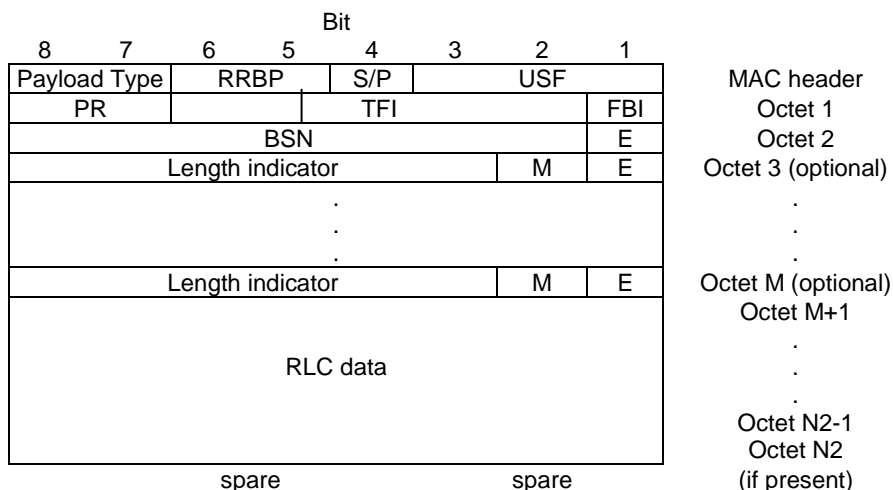 Bit
8 7 6 5 4 3 2 1
Payload Type RRBP S/P USF MAC header
PR TFI FBI Octet 1
BSN E Octet 2
Length indicator M E Octet 3 (optional)
. .
. .
. .
Length indicator M E Octet M (optional)
Octet M+1
.
RLC data .
.
Octet N2-1
Octet N2
spare spare (if present)